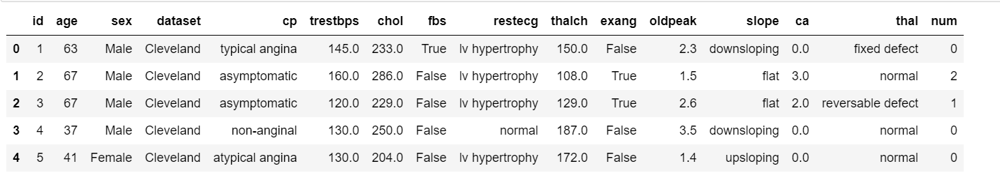 id age sex dataset cp trestbps chol fbs restecg thalch exang oldpeak slope ca thal num
0 1 63 Male Cleveland typical angina 145.0 233.0 True lv hypertrophy 150.0 False 2.3 downsloping 0.0 fixed defect 0
1 2 67 Male Cleveland asymptomatic 160.0 286.0 False lv hypertrophy 108.0 True 1.5 flat 3.0 normal 2
2 3 67 Male Cleveland asymptomatic 120.0 229.0 False lv hypertrophy 129.0 True 2.6 flat 2.0 reversable defect 1
3 4 37 Male Cleveland non-anginal 130.0 250.0 False normal 187.0 False 3.5 downsloping 0.0 normal 0
4 5 41 Female Cleveland atypical angina 130.0 204.0 False lv hypertrophy 172.0 False 1.4 upsloping 0.0 normal 0